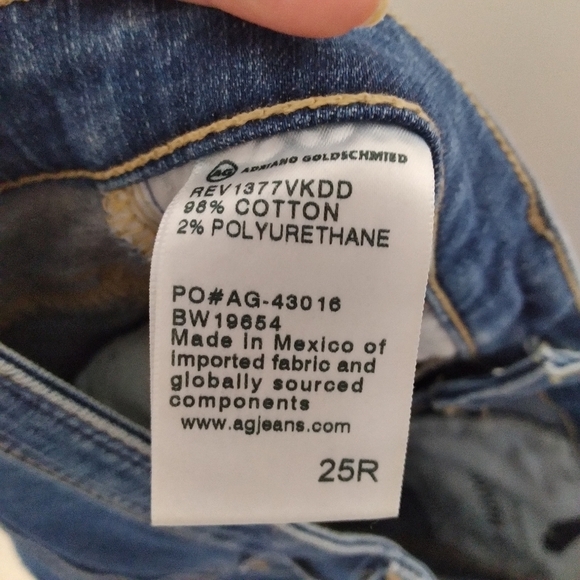 AG ADRIANO GOLDSCHMIED
REV1377VKDD
98% COTTON
2% POLYURETHANE
PO#AG-43016
BW19654
Made in Mexico of
imported fabric and
globally sourced
components
www.agjeans.com
25R